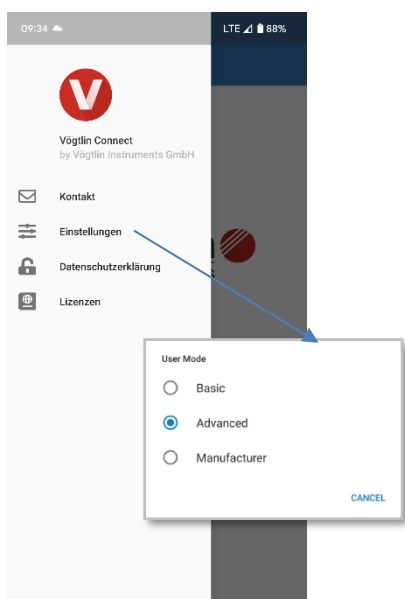 09:34
LTE 88%
Vögtlin Connect
by Vögtlin Instruments GmbH
Kontakt
Einstellungen
Datenschutzerklärung
Lizenzen
User Mode
Basic
Advanced
Manufacturer
CANCEL